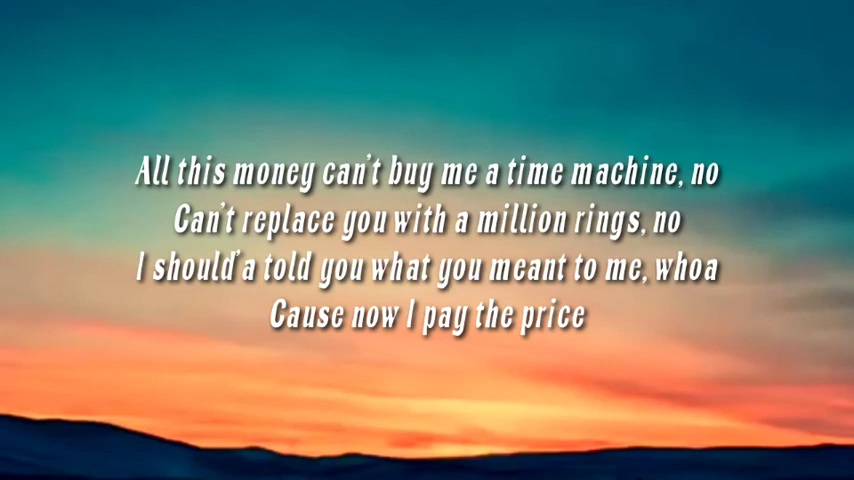 All this money can't buy me a time machine, no
Can't replace you with a million rings, no
I should'a told you what you meant to me, whoa
Cause now I pay the price